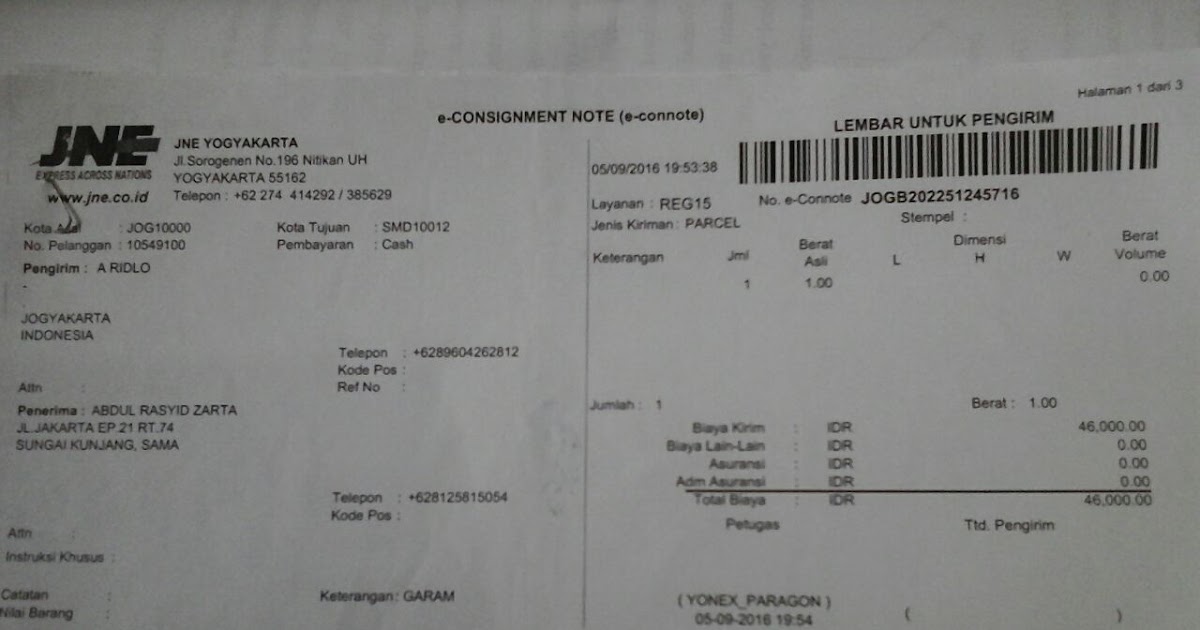 Halaman 1 dari 3
e-CONSIGNMENT NOTE (e-connote)
LEMBAR UNTUK PENGIRIM
JNE
EXPRESS ACROSS NATIONS
www.jne.co.id
JNE YOGYAKARTA
Jl.Sorogenen No.196 Nitikan UH
YOGYAKARTA 55162
Telepon : +62 274 414292 / 385629
05/09/2016 19:53:38
Layanan : REG15
No. e-Connote JOGB202251245716
Jenis Kiriman : PARCEL
Stempel :
Kota Asal : JOG10000
Kota Tujuan : SMD10012
No. Pelanggan : 10549100
Pembayaran : Cash
Pengirim : A RIDLO
-
JOGYAKARTA
INDONESIA
Telepon : +6289604262812
Kode Pos :
Ref No :
Attn :
Keterangan Jml Berat Asli L Dimensi H W Berat Volume
1 1.00 0.00
Penerima : ABDUL RASYID ZARTA
JL.JAKARTA EP.21 RT.74
SUNGAI KUNJANG, SAMA
Telepon : +628125815054
Kode Pos :
Attn :
Instruksi Khusus :
Catatan :
Keterangan : GARAM
Nilai Barang :
Jumlah : 1 Berat : 1.00
Biaya Kirim : IDR 46,000.00
Biaya Lain-Lain : IDR 0.00
Asuransi : IDR 0.00
Adm Asuransi : IDR 0.00
Total Biaya : IDR 46,000.00
Petugas Ttd. Pengirim
( YONEX_PARAGON ) ( )
05-09-2016 19:54